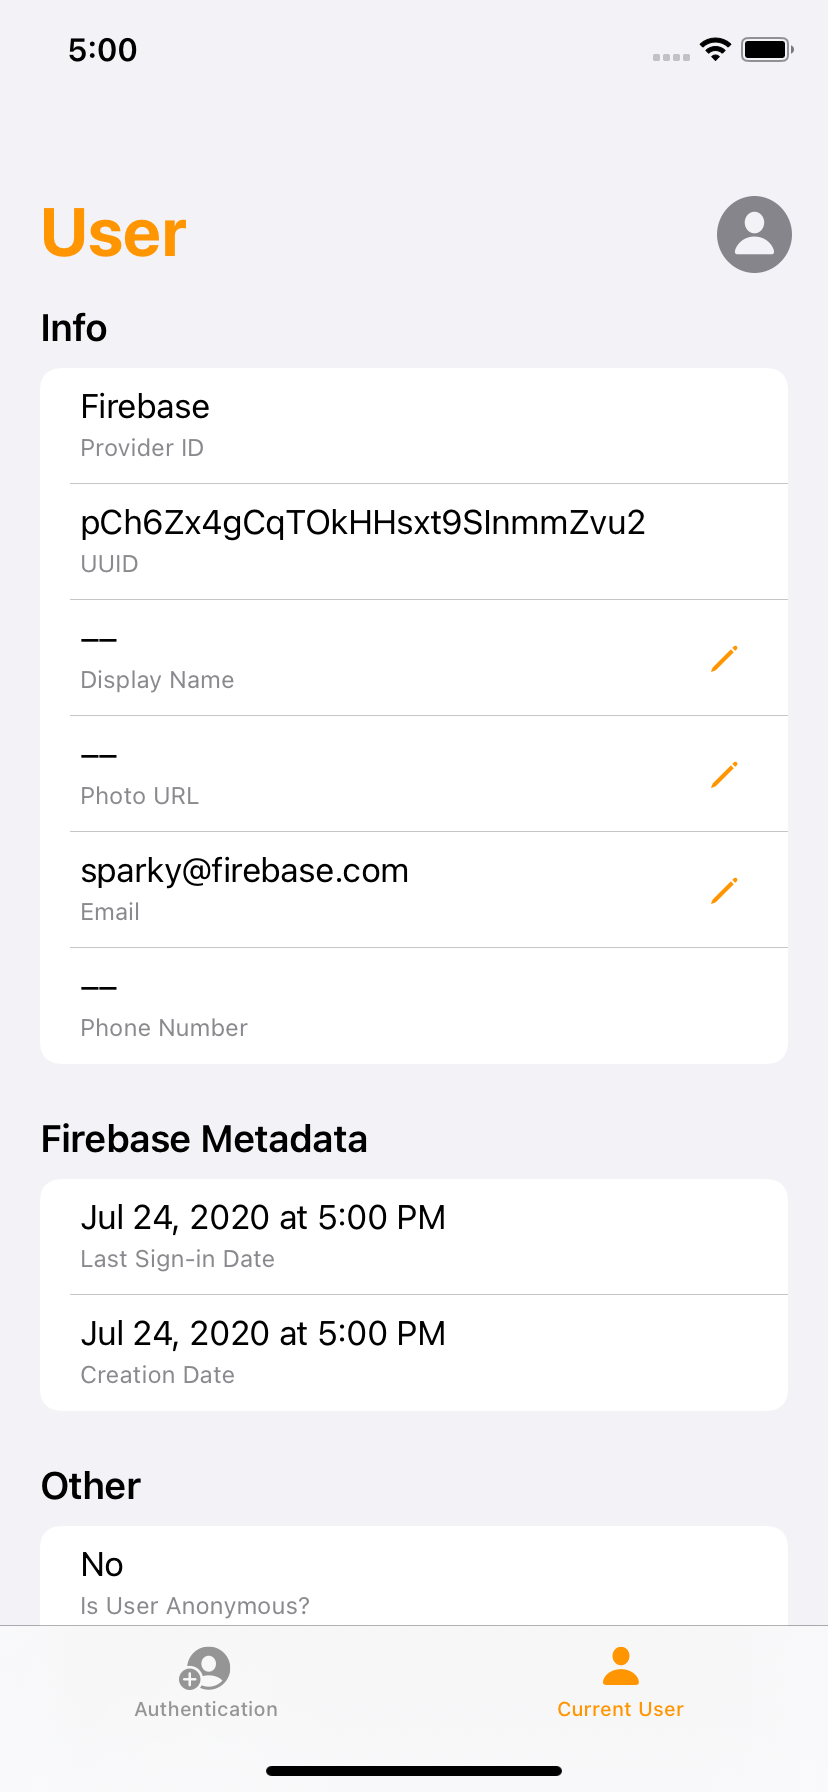 5:00
User
Info
Firebase
Provider ID
pCh6Zx4gCqTOkHHsxt9SInmmZvu2
UUID
––
Display Name
––
Photo URL
sparky@firebase.com
Email
––
Phone Number
Firebase Metadata
Jul 24, 2020 at 5:00 PM
Last Sign-in Date
Jul 24, 2020 at 5:00 PM
Creation Date
Other
No
Is User Anonymous?
Authentication
Current User